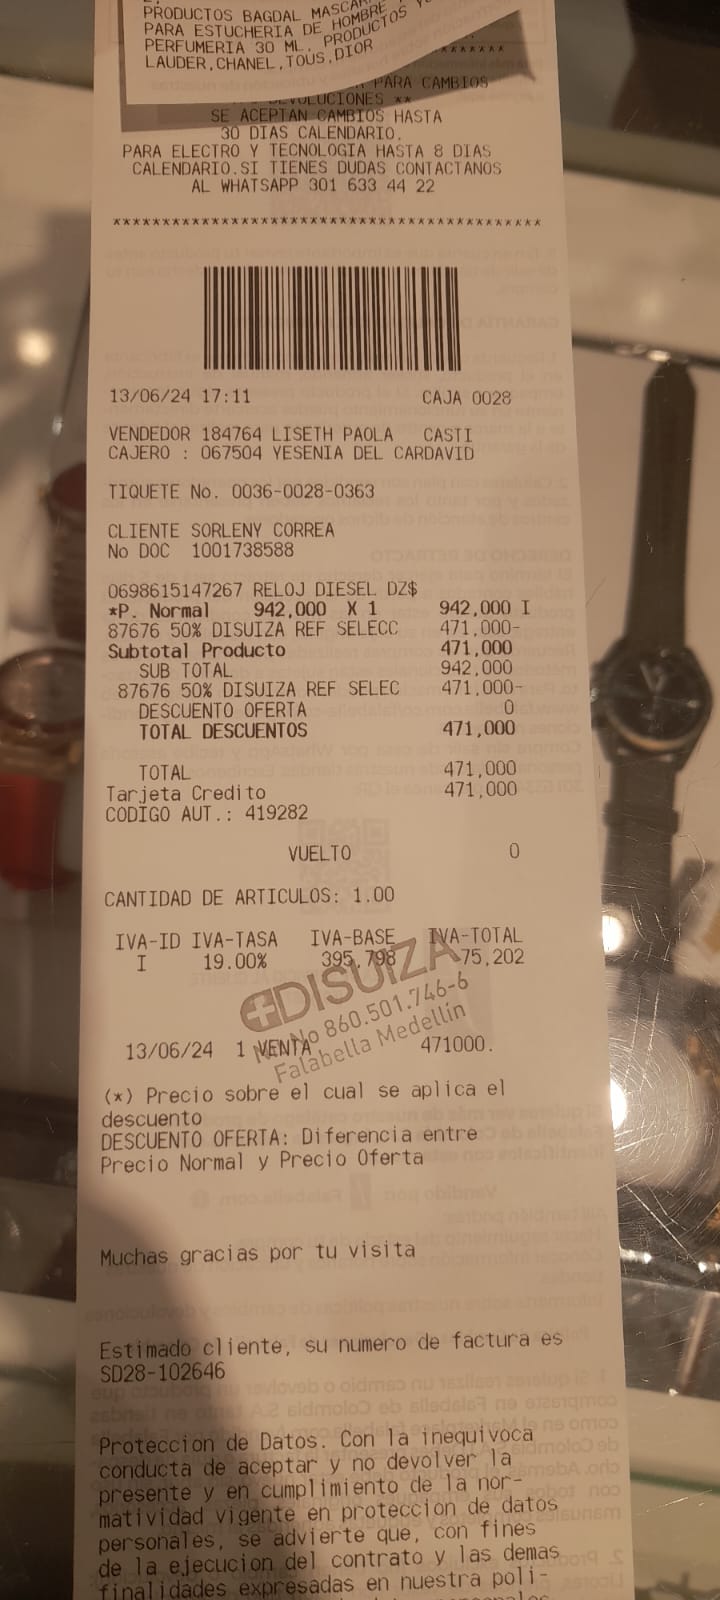 PRODUCTOS BAGDAL MASCAR
PARA ESTUCHERIA DE HOMBRE
PERFUMERIA 30 ML, PRODUCTOS
LAUDER,CHANEL,TOUS,DIOR
*******
PARA CAMBIOS
DEVOLUCIONES **
SE ACEPTAN CAMBIOS HASTA
30 DIAS CALENDARIO.
PARA ELECTRO Y TECNOLOGIA HASTA 8 DIAS
CALENDARIO.SI TIENES DUDAS CONTACTANOS
AL WHATSAPP 301 633 44 22
******************************************
13/06/24 17:11 CAJA 0028
VENDEDOR 184764 LISETH PAOLA CASTI
CAJERO : 067504 YESENIA DEL CARDAVID
TIQUETE No. 0036-0028-0363
CLIENTE SORLENY CORREA
No DOC 1001738588
0698615147267 RELOJ DIESEL DZ$
*P. Normal 942,000 X 1 942,000 I
87676 50% DISUIZA REF SELECC 471,000-
Subtotal Producto 471,000
SUB TOTAL 942,000
87676 50% DISUIZA REF SELEC 471,000-
DESCUENTO OFERTA 0
TOTAL DESCUENTOS 471,000
TOTAL 471,000
Tarjeta Credito 471,000
CODIGO AUT.: 419282
VUELTO 0
CANTIDAD DE ARTICULOS: 1.00
IVA-ID IVA-TASA IVA-BASE IVA-TOTAL
I 19.00% 395,798 75,202
DISUIZA
No 860.501.746-6
Falabella Medellín
13/06/24 1 VENTA 471000.
(*) Precio sobre el cual se aplica el
descuento
DESCUENTO OFERTA: Diferencia entre
Precio Normal y Precio Oferta
Muchas gracias por tu visita
Estimado cliente, su numero de factura es
SD28-102646
Proteccion de Datos. Con la inequivoca
conducta de aceptar y no devolver la
presente y en cumplimiento de la nor-
matividad vigente en proteccion de datos
personales, se advierte que, con fines
de la ejecucion del contrato y las demas
finalidades expresadas en nuestra poli-